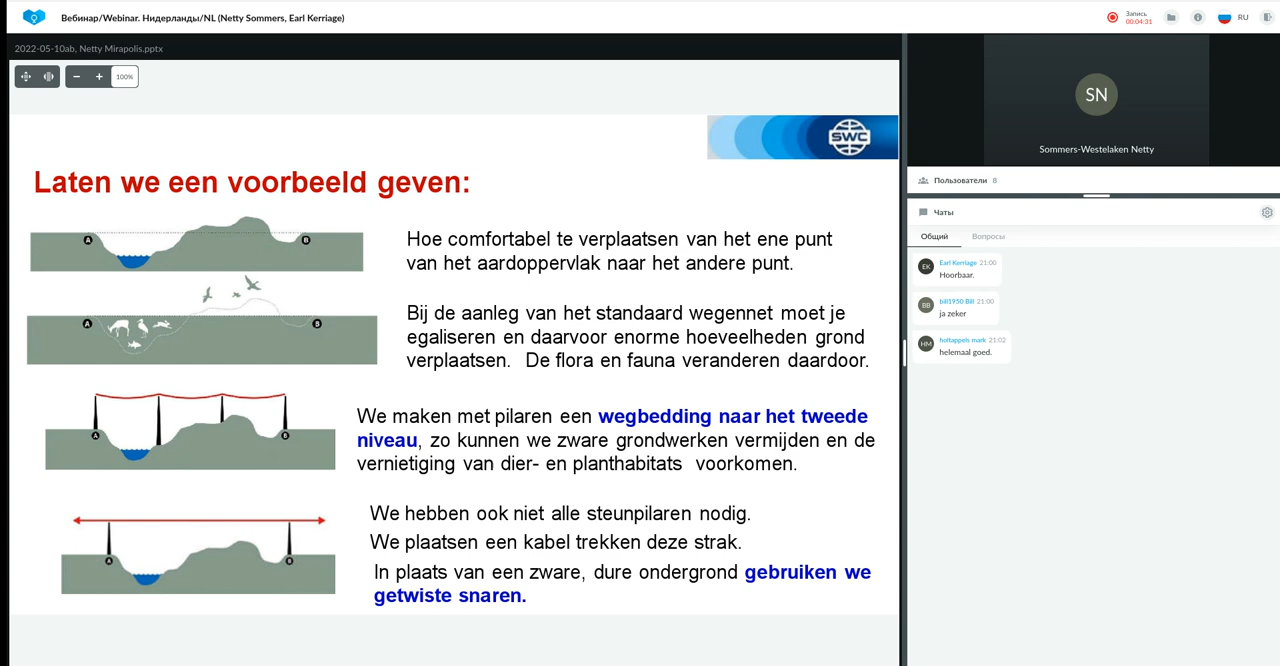 Вебинар/Webinar. Нидерланды/NL (Netty Sommers, Earl Kerriage)
Запись
00:04:31
RU
2022-05-10ab, Netty Mirapolis.pptx
100%
SWC
Laten we een voorbeeld geven:
A B
Hoe comfortabel te verplaatsen van het ene punt
van het aardoppervlak naar het andere punt.
A B
Bij de aanleg van het standaard wegennet moet je
egaliseren en daarvoor enorme hoeveelheden grond
verplaatsen. De flora en fauna veranderen daardoor.
A B
We maken met pilaren een wegbedding naar het tweede
niveau, zo kunnen we zware grondwerken vermijden en de
vernietiging van dier- en planthabitats voorkomen.
A B
We hebben ook niet alle steunpilaren nodig.
We plaatsen een kabel trekken deze strak.
In plaats van een zware, dure ondergrond gebruiken we
getwiste snaren.
SN
Sommers-Westelaken Netty
Пользователи 8
Чаты
Общий Вопросы
EK
Earl Kerriage 21:00
Hoorbaar.
BB
bill1950 Bill 21:00
ja zeker
HM
holtappels mark 21:02
helemaal goed.